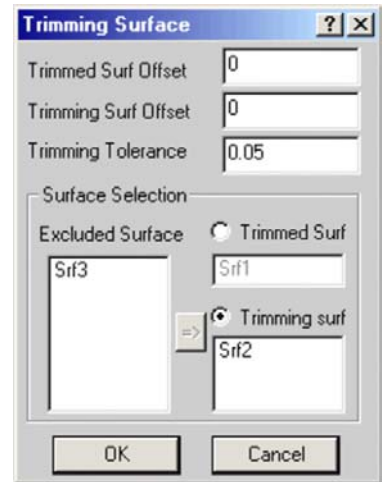 Trimming Surface ? ×
Trimmed Surf Offset 0
Trimming Surf Offset 0
Trimming Tolerance 0.05
Surface Selection
Excluded Surface
Srf3
=>
Trimmed Surf
Srf1
Trimming surf
Srf2
OK Cancel